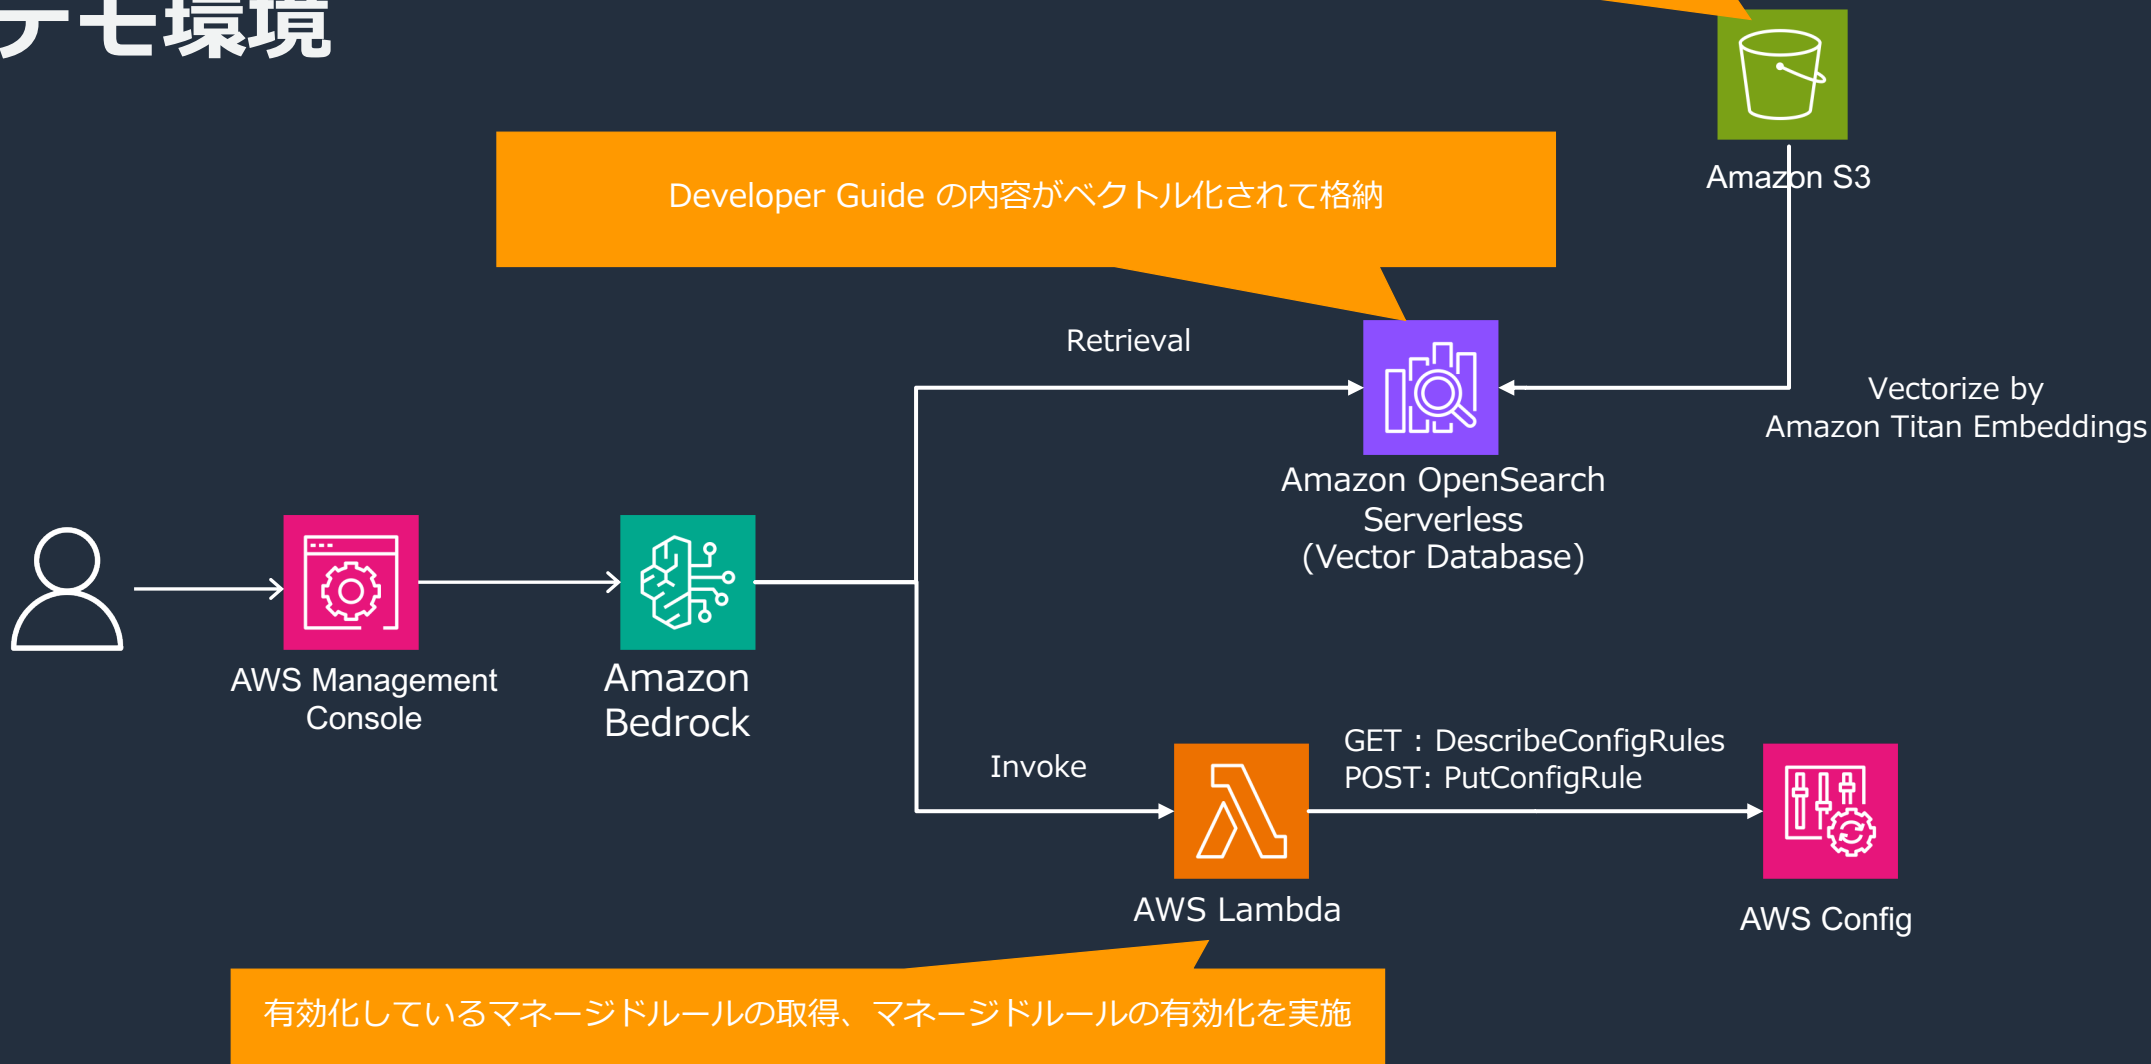 デモ環境
Amazon S3
Developer Guide の内容がベクトル化されて格納
Retrieval
Vectorize by
Amazon Titan Embeddings
Amazon OpenSearch
Serverless
(Vector Database)
AWS Management
Console
Amazon
Bedrock
Invoke
GET : DescribeConfigRules
POST: PutConfigRule
AWS Lambda
AWS Config
有効化しているマネージドルールの取得、マネージドルールの有効化を実施